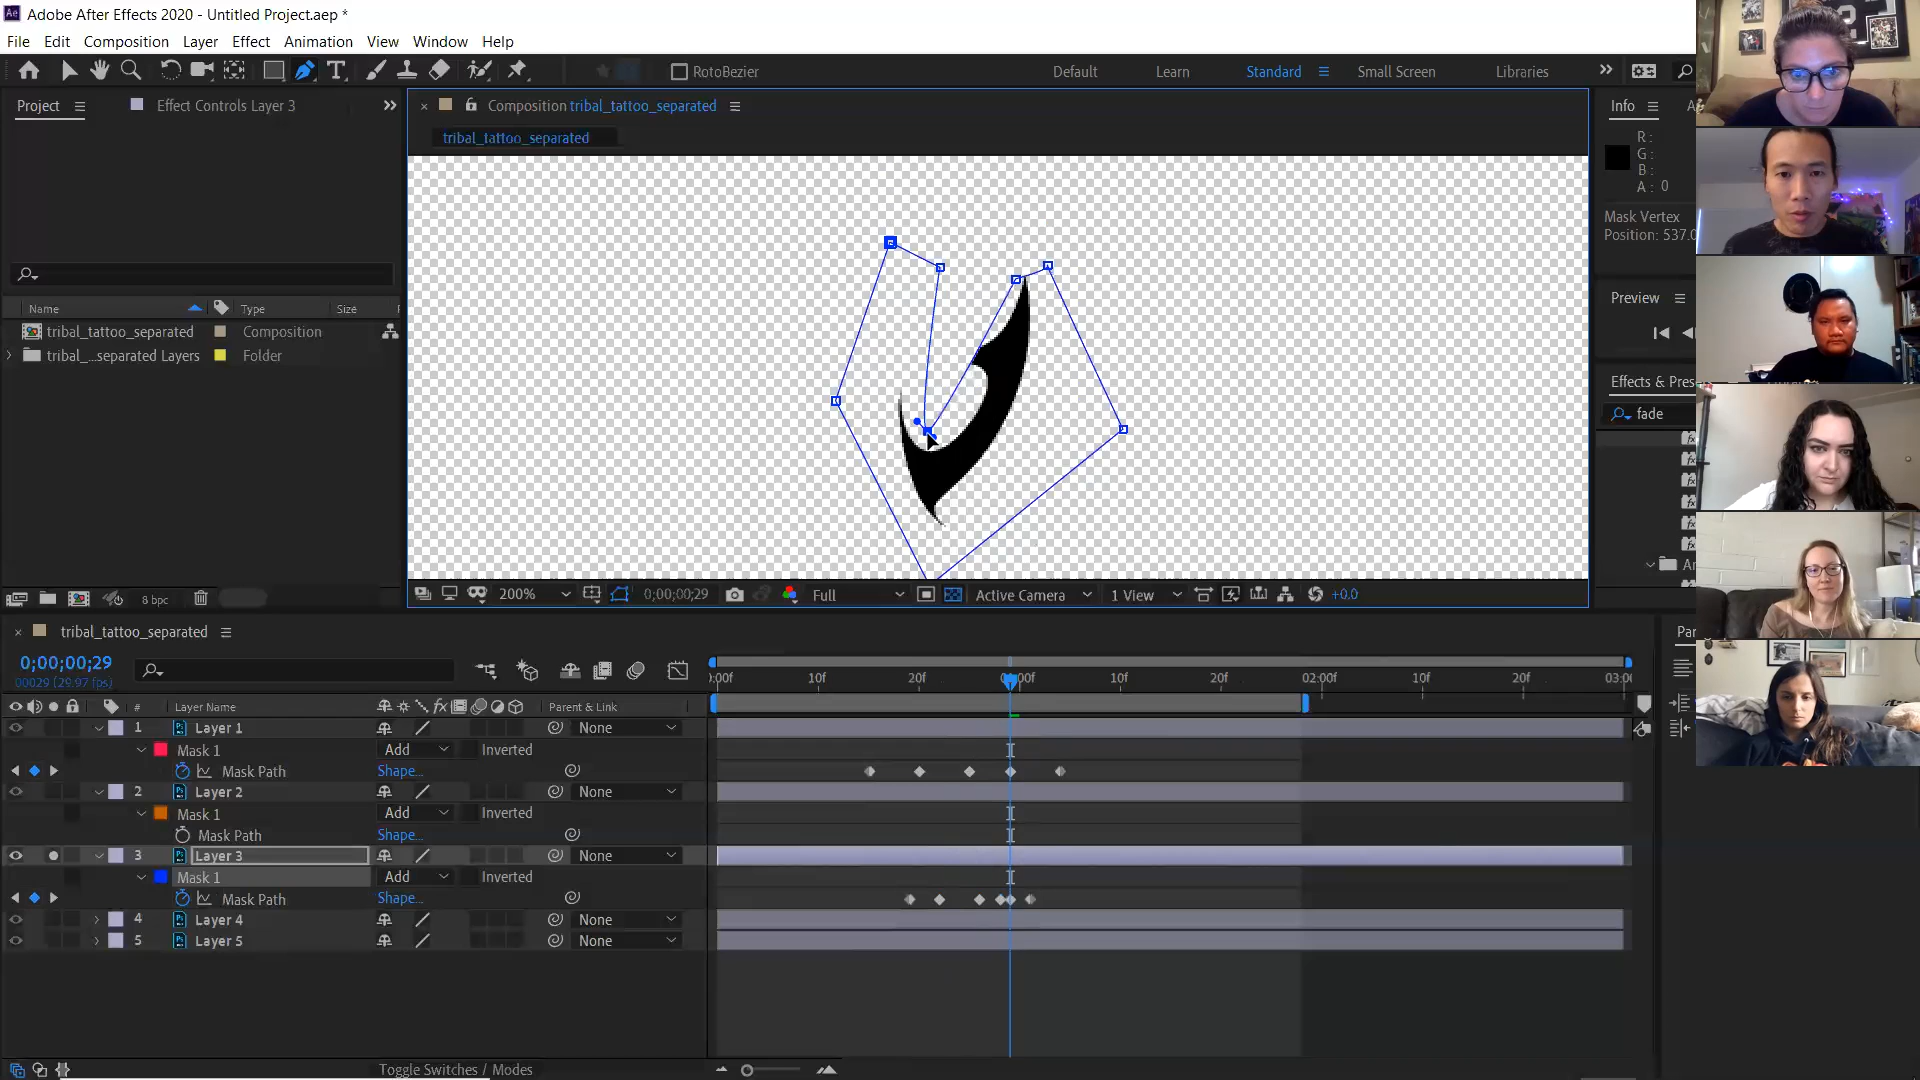 Adobe After Effects 2020 - Untitled Project.aep *
File Edit Composition Layer Effect Animation View Window Help
RotoBezier Default Learn Standard Small Screen Libraries
Project Effect Controls Layer 3
Composition tribal_tattoo_separated
tribal_tattoo_separated
Info
R:
G:
B:
A: 0
Mask Vertex
Position: 537.0
Name Type Size
tribal_tattoo_separated Composition
tribal_...separated Layers Folder
Preview
Effects & Pres
fade
8 bpc
200% 0;00;00;29 Full Active Camera 1 View +0.0
tribal_tattoo_separated
0;00;00;29
00029 (29.97 fps)
):00f 10f 20f 01:00f 10f 20f 02:00f 10f 20f 03:00
# Layer Name Parent & Link
1 Layer 1 None
Mask 1 Add Inverted
Mask Path Shape...
2 Layer 2 None
Mask 1 Add Inverted
Mask Path Shape...
3 Layer 3 None
Mask 1 Add Inverted
Mask Path Shape...
4 Layer 4 None
5 Layer 5 None
Toggle Switches / Modes